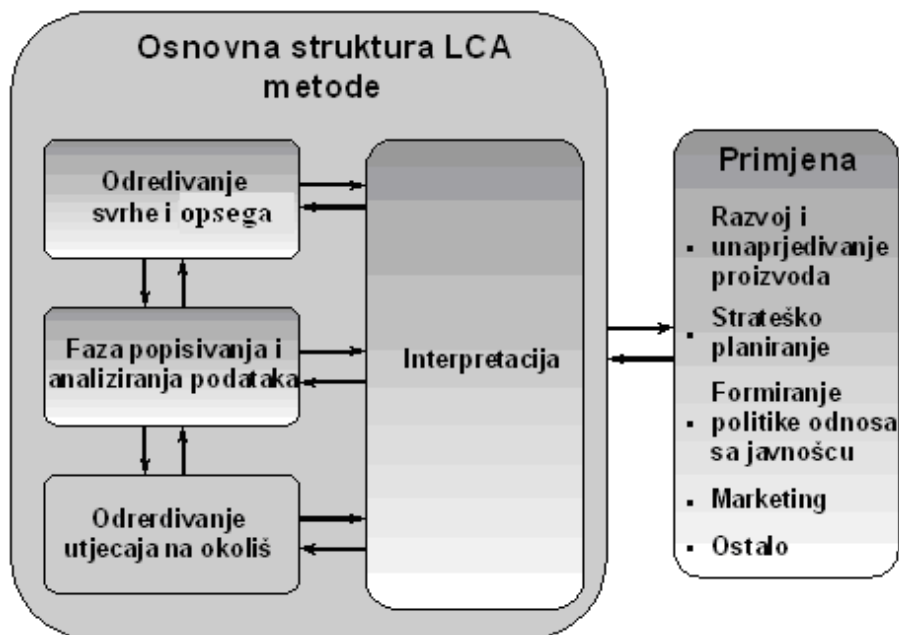 Osnovna struktura LCA
metode
Odredivanje
svrhe i opsega
Faza popisivanja i
analiziranja podataka
Odrerdivanje
utjecaja na okoliš
Interpretacija
Primjena
Razvoj i
▪ unaprjedivanje
proizvoda
▪ Strateško
planiranje
Formiranje
▪ politike odnosa
sa javnošcu
▪ Marketing
▪ Ostalo